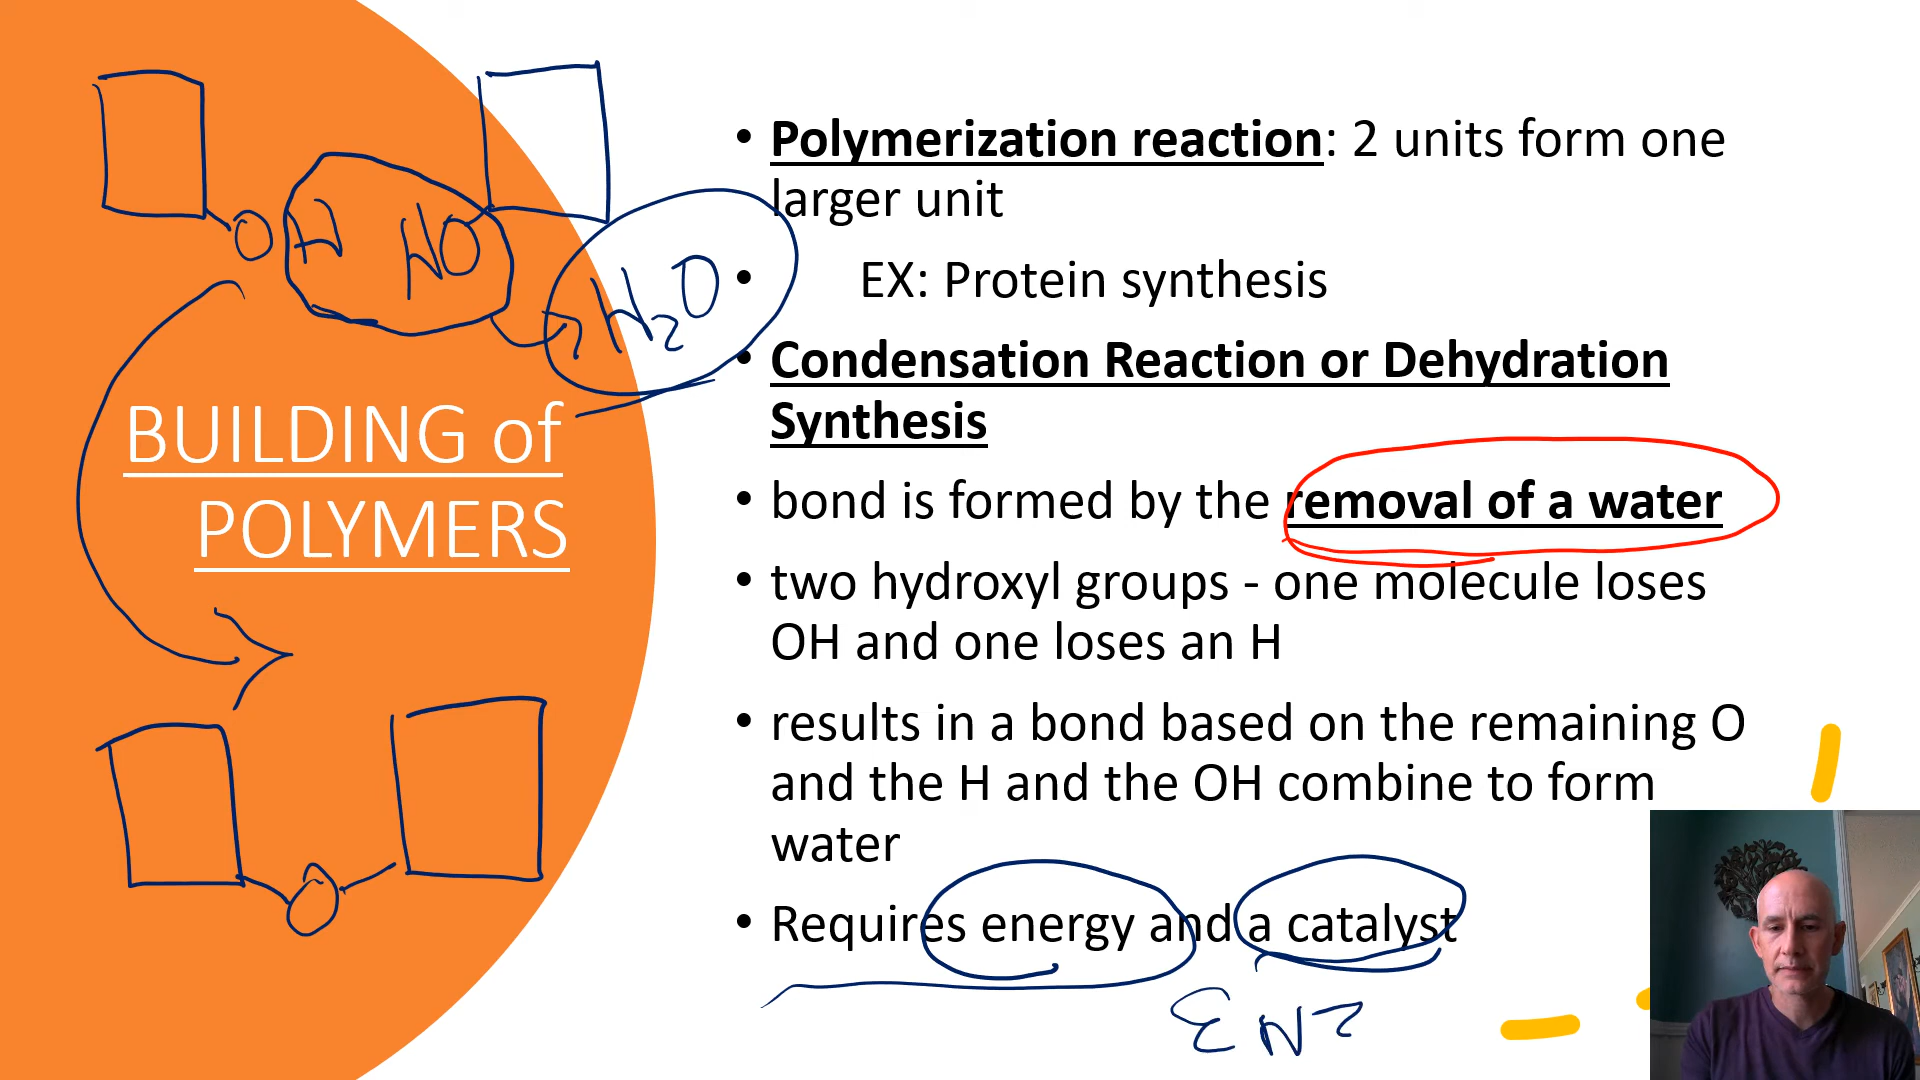 O H HO
H₂O
BUILDING of
POLYMERS
O
• Polymerization reaction: 2 units form one
larger unit
• EX: Protein synthesis
• Condensation Reaction or Dehydration
Synthesis
• bond is formed by the removal of a water
• two hydroxyl groups - one molecule loses
OH and one loses an H
• results in a bond based on the remaining O
and the H and the OH combine to form
water
• Requires energy and a catalyst
ENZ